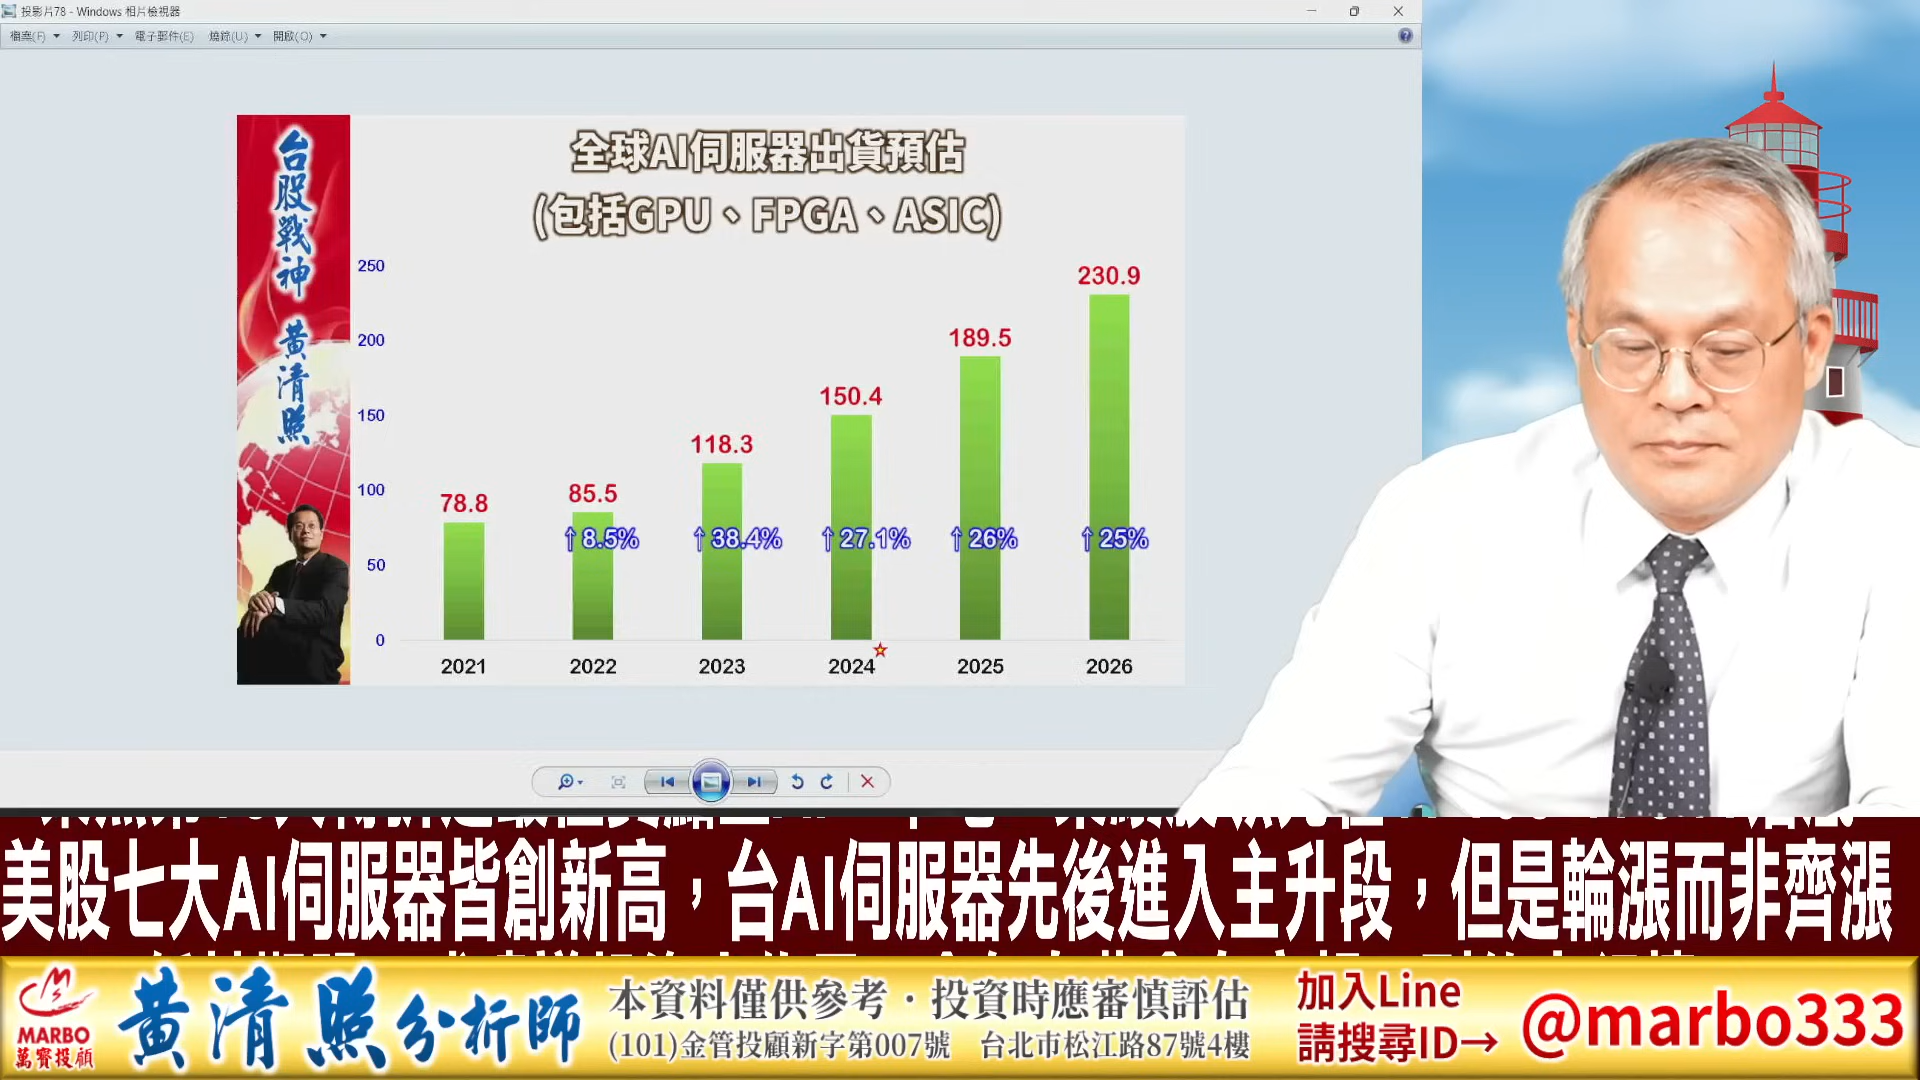 投影片78 - Windows 相片檢視器
檔案(F) 列印(P) 電子郵件(E) 燒錄(U) 開啟(O)
台股戰神 黃清照
全球AI伺服器出貨預估
(包括GPU、FPGA、ASIC)
250
200
150
100
50
0
78.8
85.5
118.3
150.4
189.5
230.9
↑8.5%
↑38.4%
↑27.1%
↑26%
↑25%
2021
2022
2023
2024
2025
2026
美股七大AI伺服器皆創新高，台AI伺服器先後進入主升段，但是輪漲而非齊漲
MARBO
萬寶投顧
黃清照分析師
本資料僅供參考．投資時應審慎評估
(101)金管投顧新字第007號 台北市松江路87號4樓
加入Line
請搜尋ID→
@marbo333